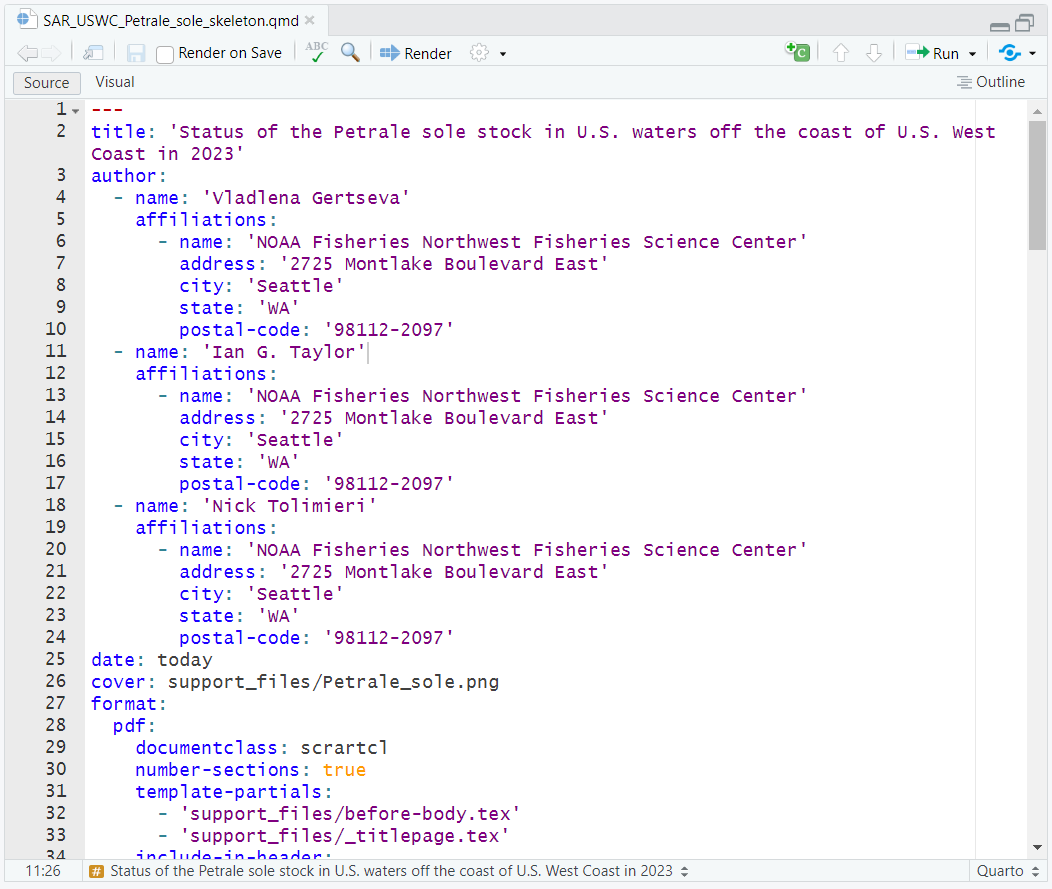 SAR_USWC_Petrale_sole_skeleton.qmd
Render on Save ABC Render Run
Source Visual Outline
1 ---
2 title: 'Status of the Petrale sole stock in U.S. waters off the coast of U.S. West
Coast in 2023'
3 author:
4   - name: 'Vladlena Gertseva'
5     affiliations:
6       - name: 'NOAA Fisheries Northwest Fisheries Science Center'
7         address: '2725 Montlake Boulevard East'
8         city: 'Seattle'
9         state: 'WA'
10         postal-code: '98112-2097'
11   - name: 'Ian G. Taylor'
12     affiliations:
13       - name: 'NOAA Fisheries Northwest Fisheries Science Center'
14         address: '2725 Montlake Boulevard East'
15         city: 'Seattle'
16         state: 'WA'
17         postal-code: '98112-2097'
18   - name: 'Nick Tolimieri'
19     affiliations:
20       - name: 'NOAA Fisheries Northwest Fisheries Science Center'
21         address: '2725 Montlake Boulevard East'
22         city: 'Seattle'
23         state: 'WA'
24         postal-code: '98112-2097'
25 date: today
26 cover: support_files/Petrale_sole.png
27 format:
28   pdf:
29     documentclass: scrartcl
30     number-sections: true
31     template-partials:
32       - 'support_files/before-body.tex'
33       - 'support_files/_titlepage.tex'
34     include-in-header:
11:26 # Status of the Petrale sole stock in U.S. waters off the coast of U.S. West Coast in 2023 Quarto